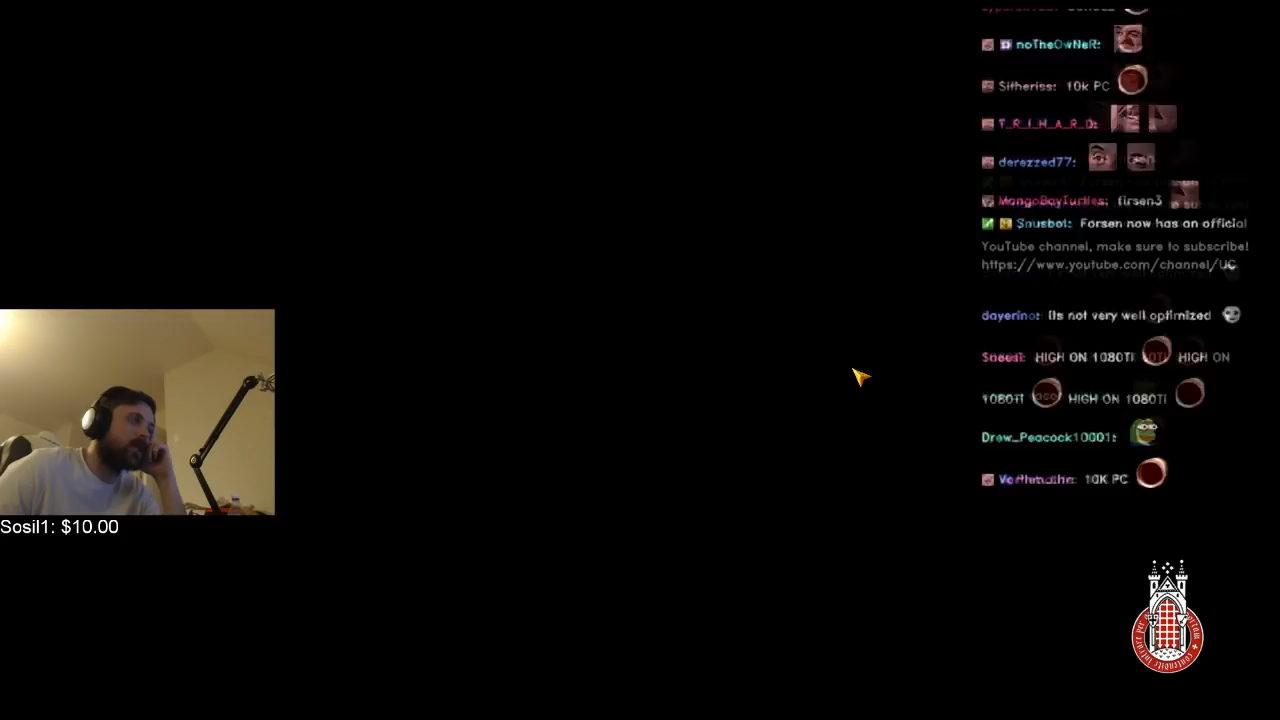 noTheOwNeR:
Sitheriss: 10k PC
T_R_I_H_A_R_D:
derezzed77:
MangoBayTurtles: firsen3
Snusbot: Forsen now has an official
YouTube channel, make sure to subscribe!
https://www.youtube.com/channel/UC
dayerino: Its not very well optimized
HIGH ON 1080TI HIGH ON
1080TI HIGH ON 1080TI
Drew_Peacock10001:
10K PC
Sosil1: $10.00